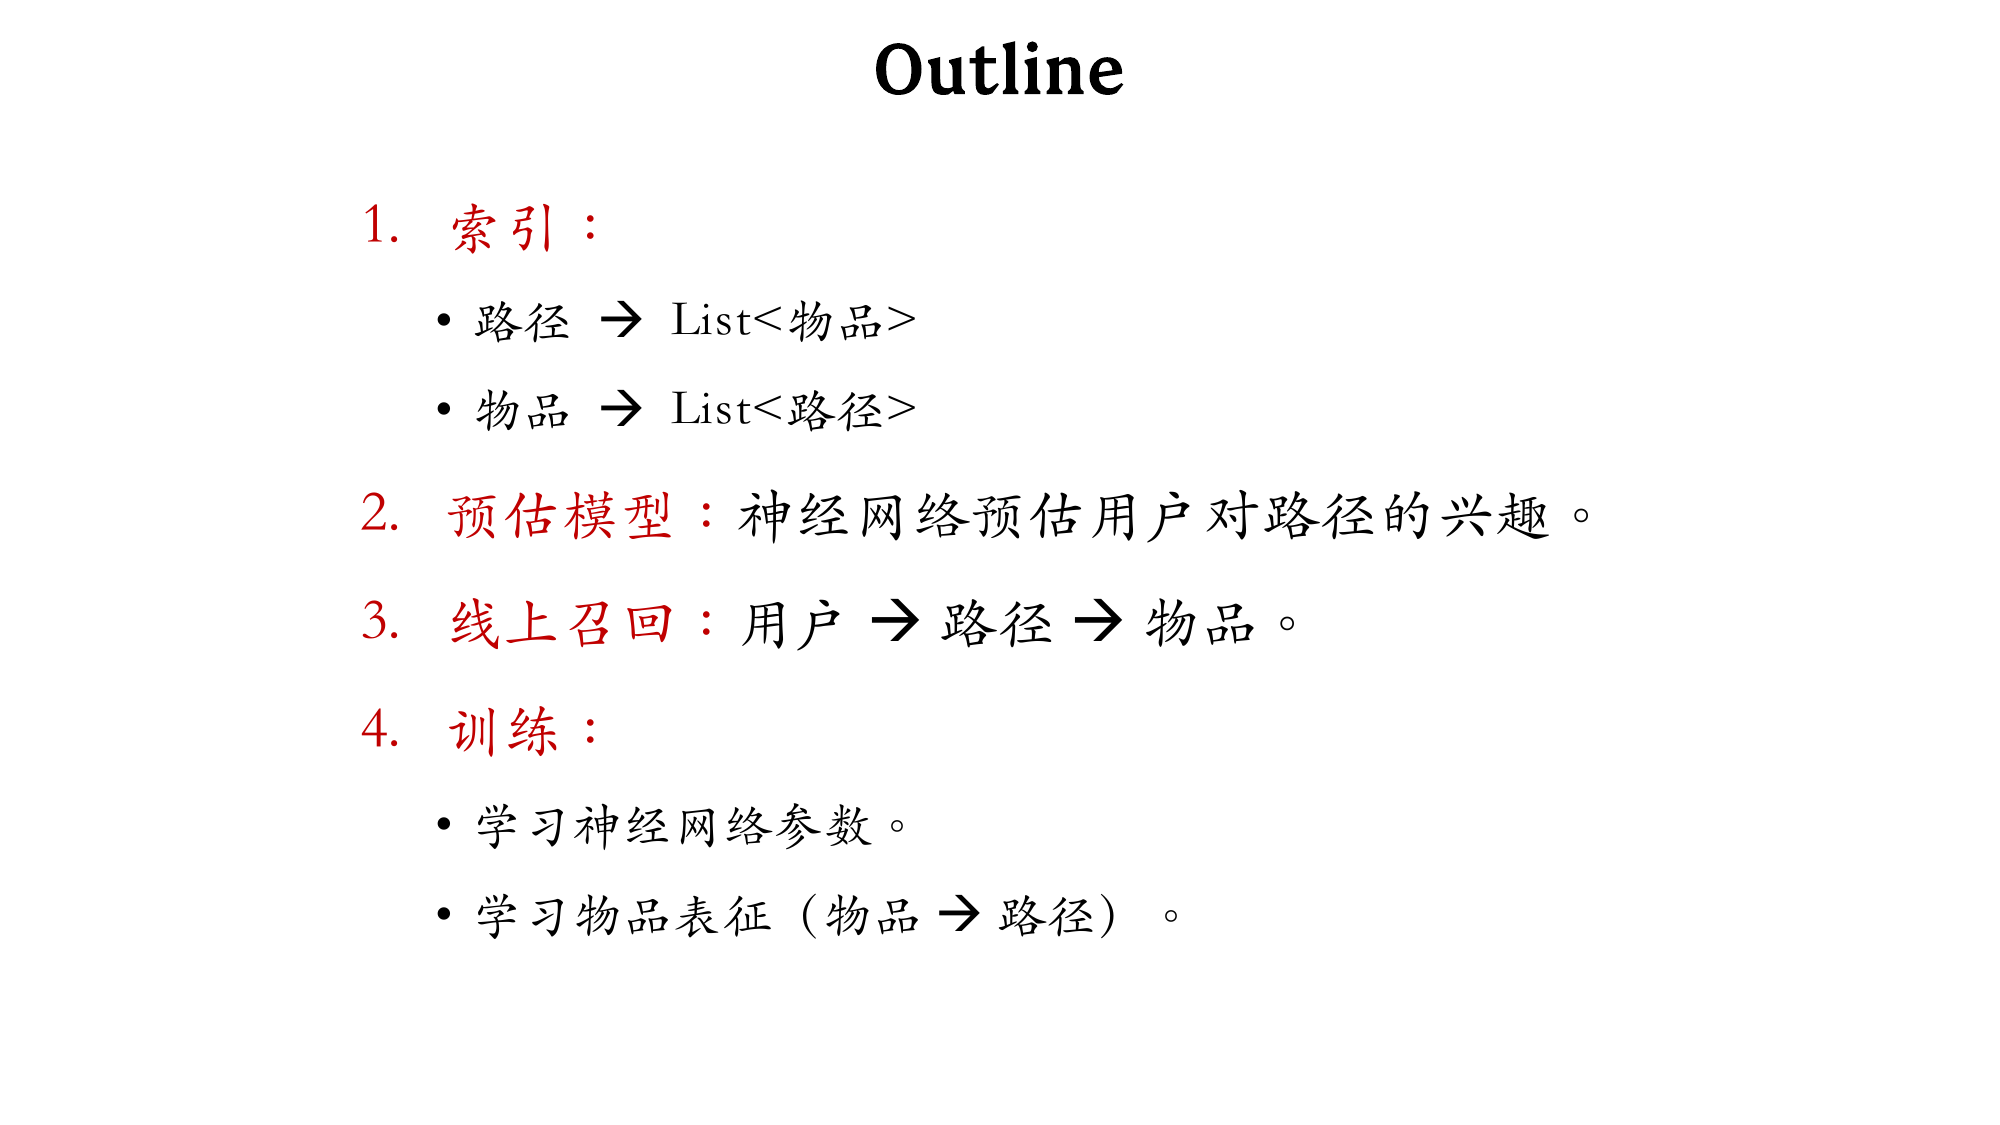 Outline
1. 索引：
• 路径 → List<物品>
• 物品 → List<路径>
2. 预估模型：神经网络预估用户对路径的兴趣。
3. 线上召回：用户 → 路径 → 物品。
4. 训练：
• 学习神经网络参数。
• 学习物品表征（物品 → 路径）。